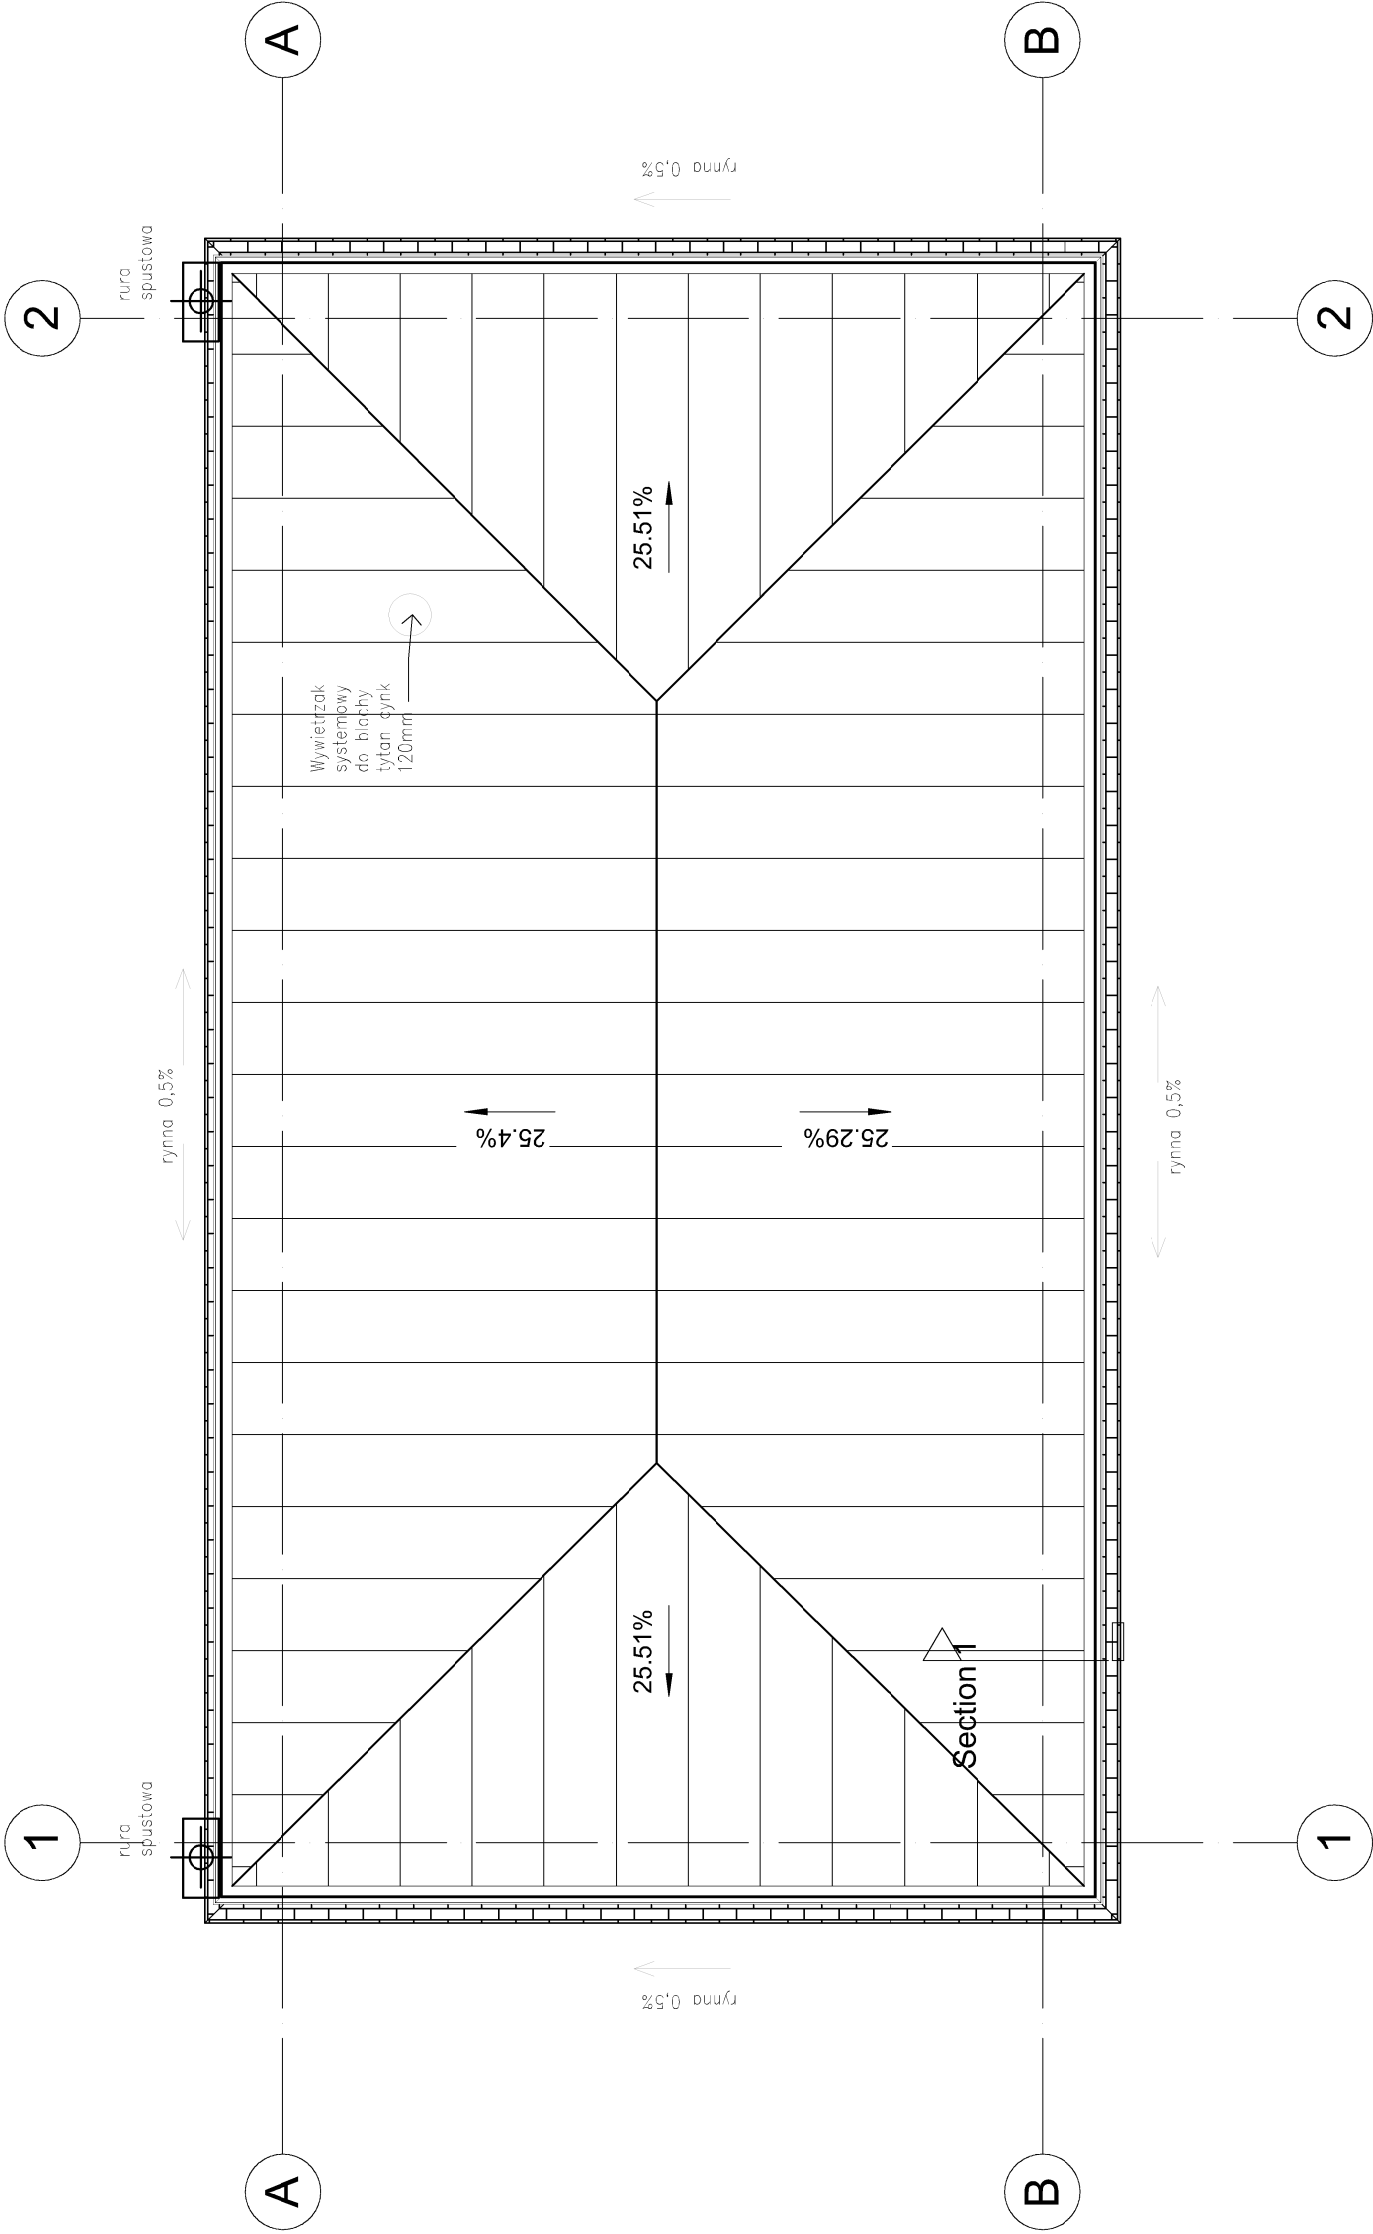 A
B
rynna 0,5%
rura
spustowa
2
2
25.51%
Wywietrzak
systemowy
do blachy
tytan cynk
120mm
rynna 0,5%
25.4%
25.29%
rynna 0,5%
25.51%
Section 1
rura
spustowa
1
1
rynna 0,5%
A
B